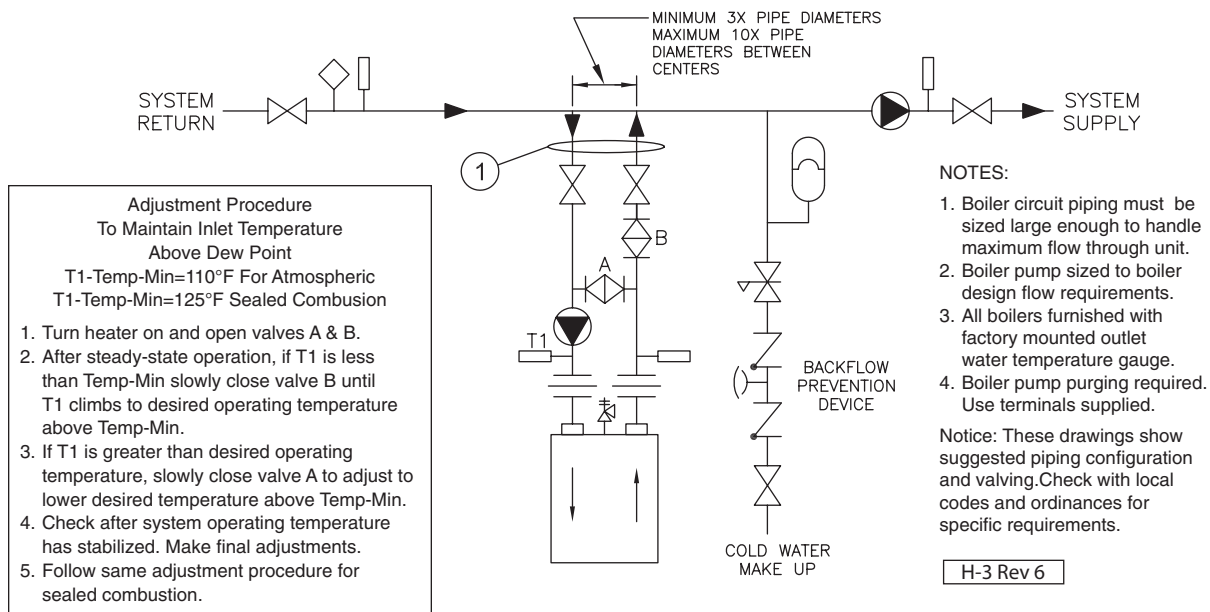 MINIMUM 3X PIPE DIAMETERS
MAXIMUM 10X PIPE
DIAMETERS BETWEEN
CENTERS
SYSTEM
RETURN
SYSTEM
SUPPLY
1
B
A
T1
BACKFLOW
PREVENTION
DEVICE
COLD WATER
MAKE UP
Adjustment Procedure
To Maintain Inlet Temperature
Above Dew Point
T1-Temp-Min=110°F For Atmospheric
T1-Temp-Min=125°F Sealed Combusion
1. Turn heater on and open valves A & B.
2. After steady-state operation, if T1 is less
than Temp-Min slowly close valve B until
T1 climbs to desired operating temperature
above Temp-Min.
3. If T1 is greater than desired operating
temperature, slowly close valve A to adjust to
lower desired temperature above Temp-Min.
4. Check after system operating temperature
has stabilized. Make final adjustments.
5. Follow same adjustment procedure for
sealed combustion.
NOTES:
1. Boiler circuit piping must be
sized large enough to handle
maximum flow through unit.
2. Boiler pump sized to boiler
design flow requirements.
3. All boilers furnished with
factory mounted outlet
water temperature gauge.
4. Boiler pump purging required.
Use terminals supplied.
Notice: These drawings show
suggested piping configuration
and valving.Check with local
codes and ordinances for
specific requirements.
H-3 Rev 6